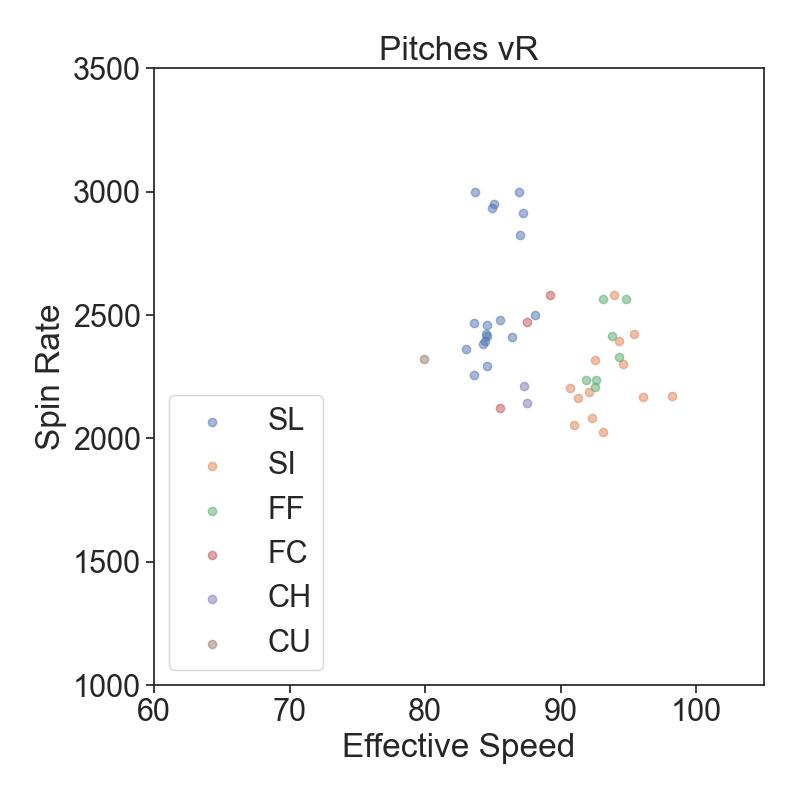 Pitches vR
3500
3000
2500
2000
1500
1000
Spin Rate
SL
SI
FF
FC
CH
CU
60 70 80 90 100
Effective Speed